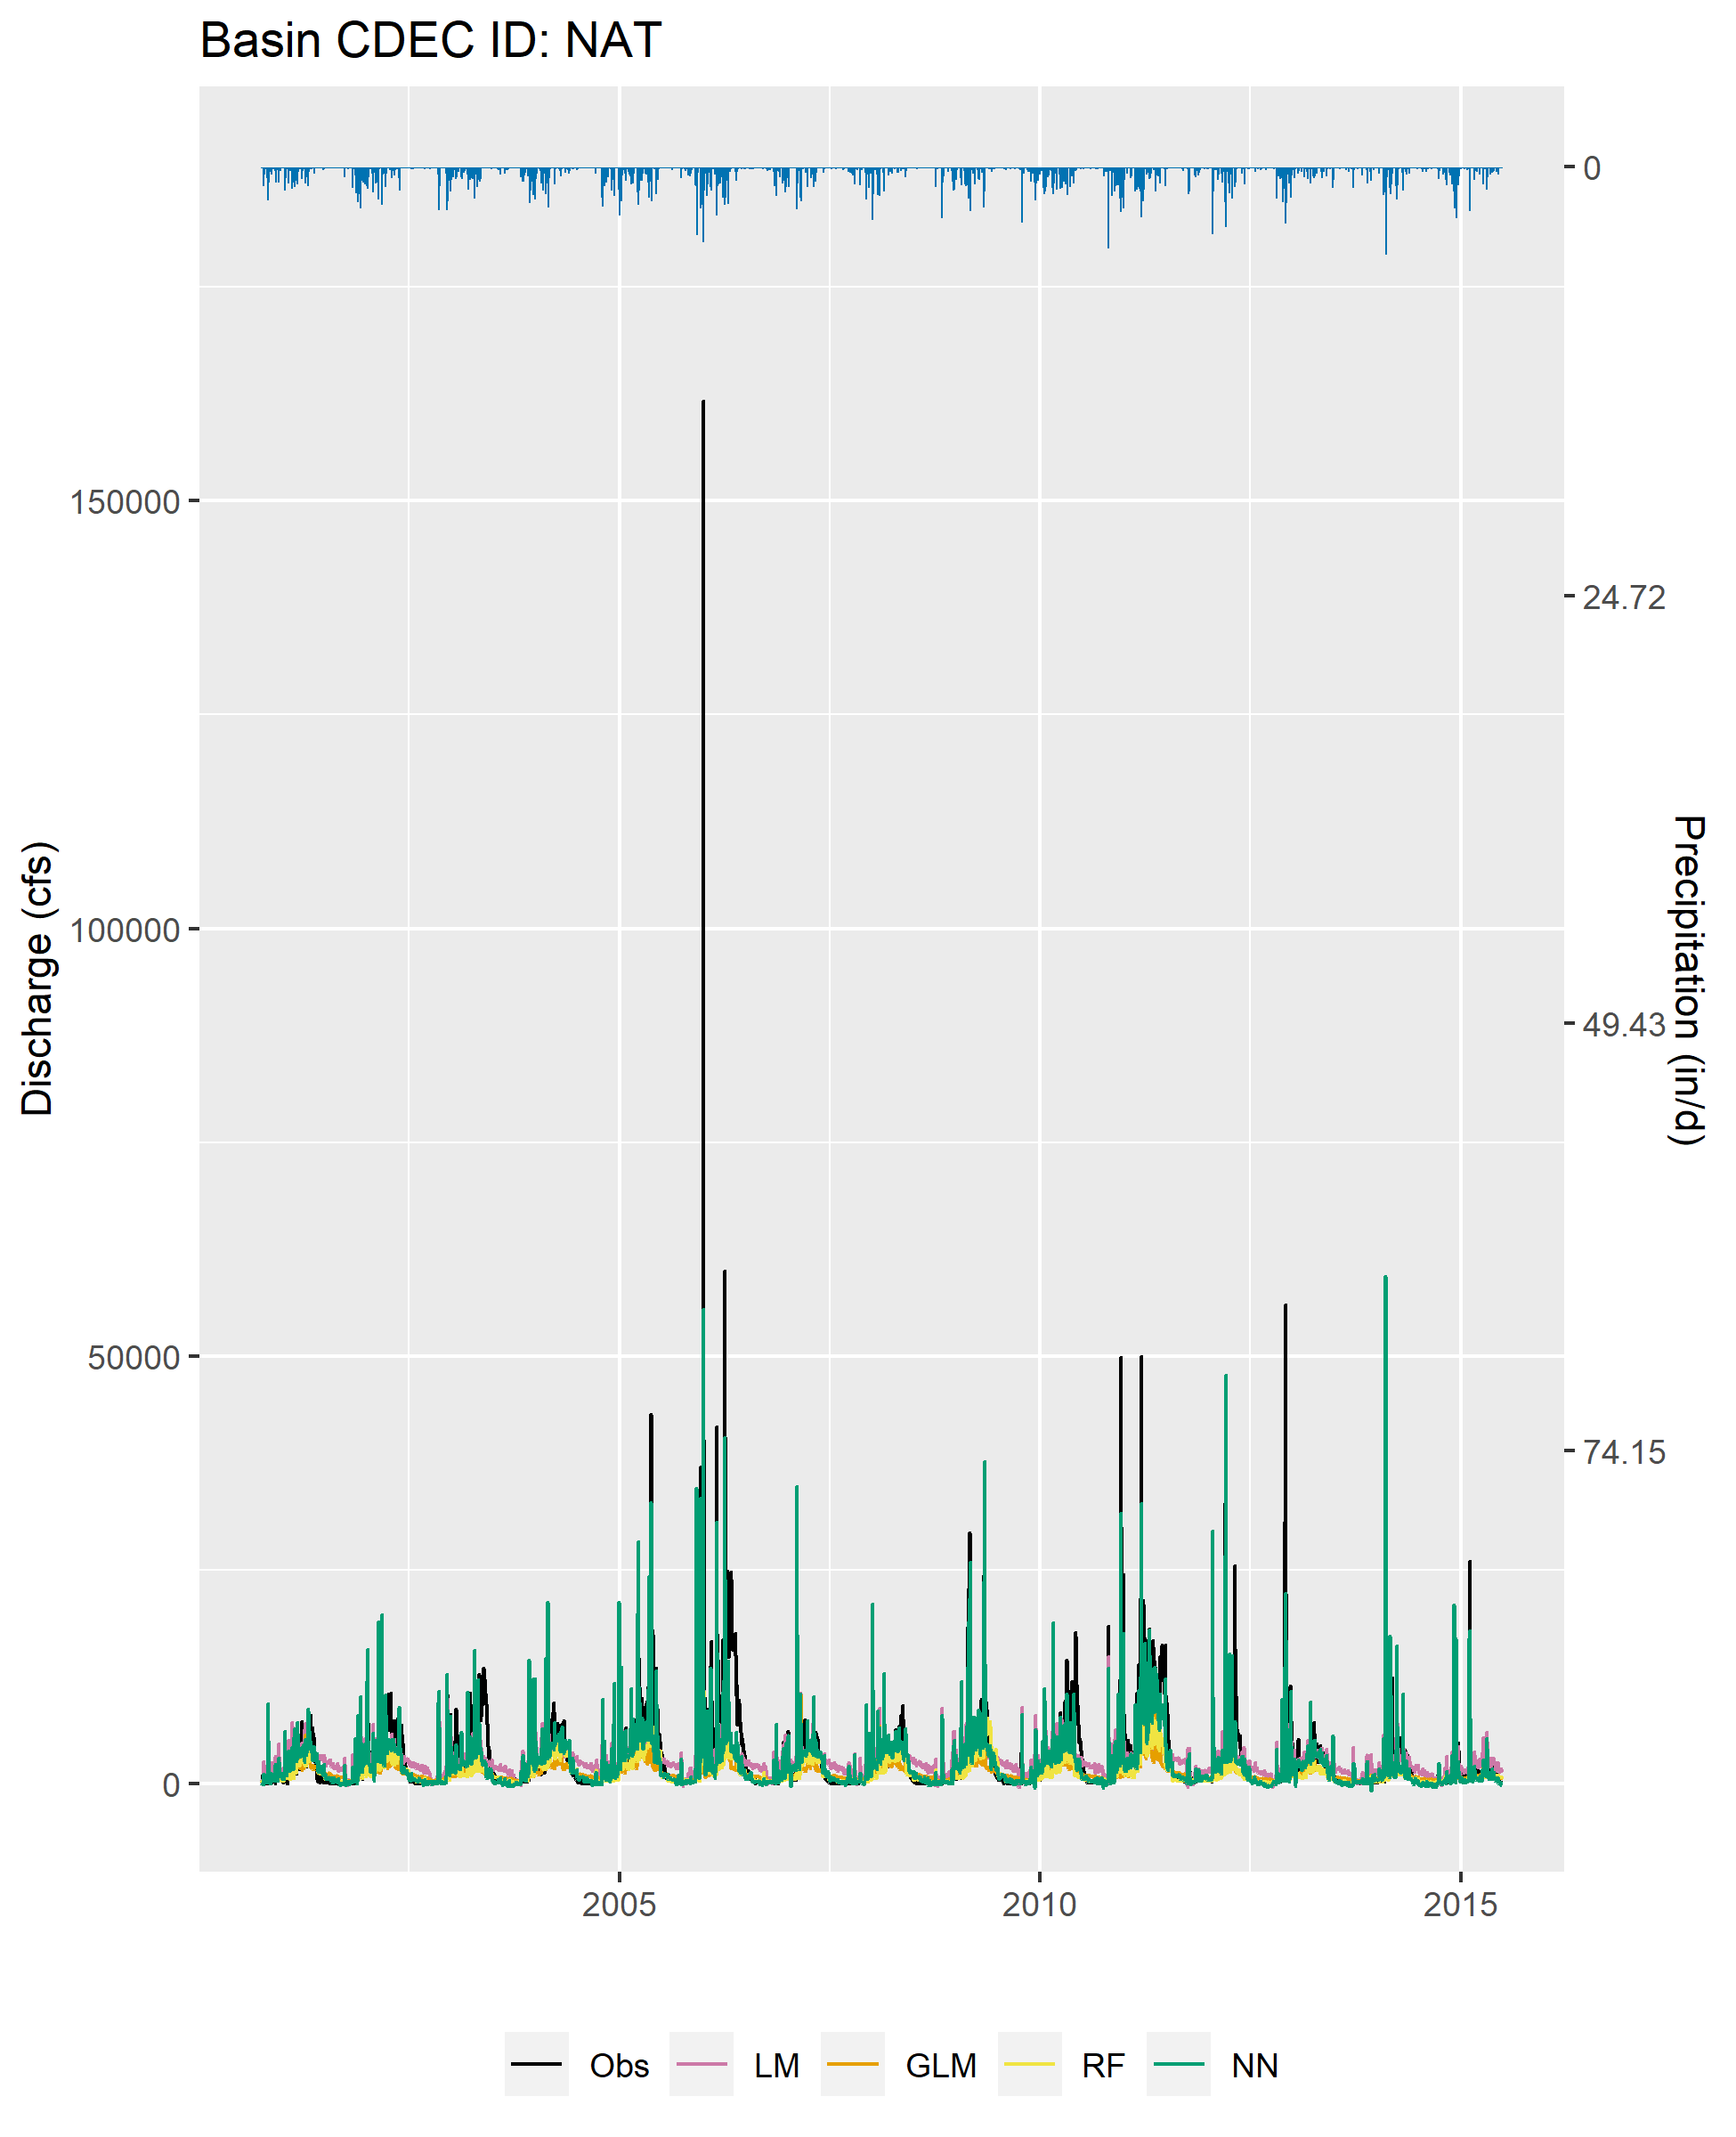 Basin CDEC ID: NAT
0
150000
24.72
Discharge (cfs)
Precipitation (in/d)
100000
49.43
50000
74.15
0
2005
2010
2015
Obs
LM
GLM
RF
NN